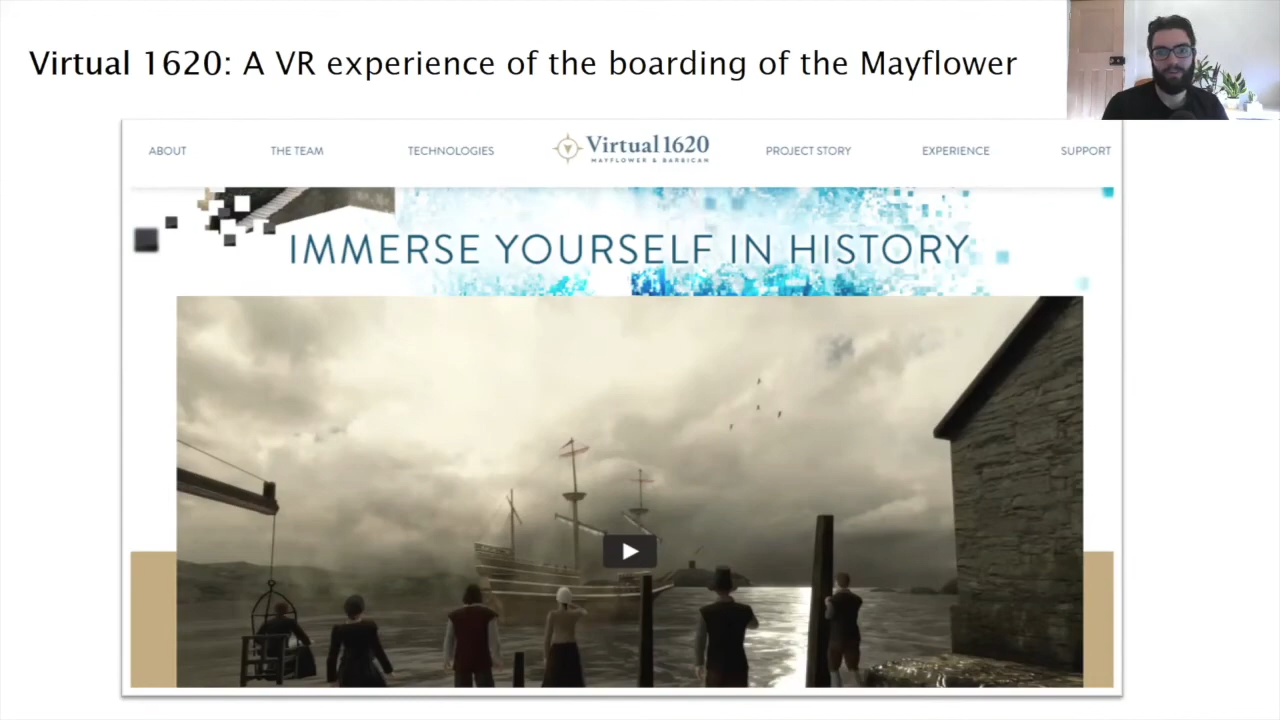 Virtual 1620: A VR experience of the boarding of the Mayflower
ABOUT THE TEAM TECHNOLOGIES Virtual 1620 PROJECT STORY EXPERIENCE SUPPORT
MAYFLOWER & BARBICAN
IMMERSE YOURSELF IN HISTORY